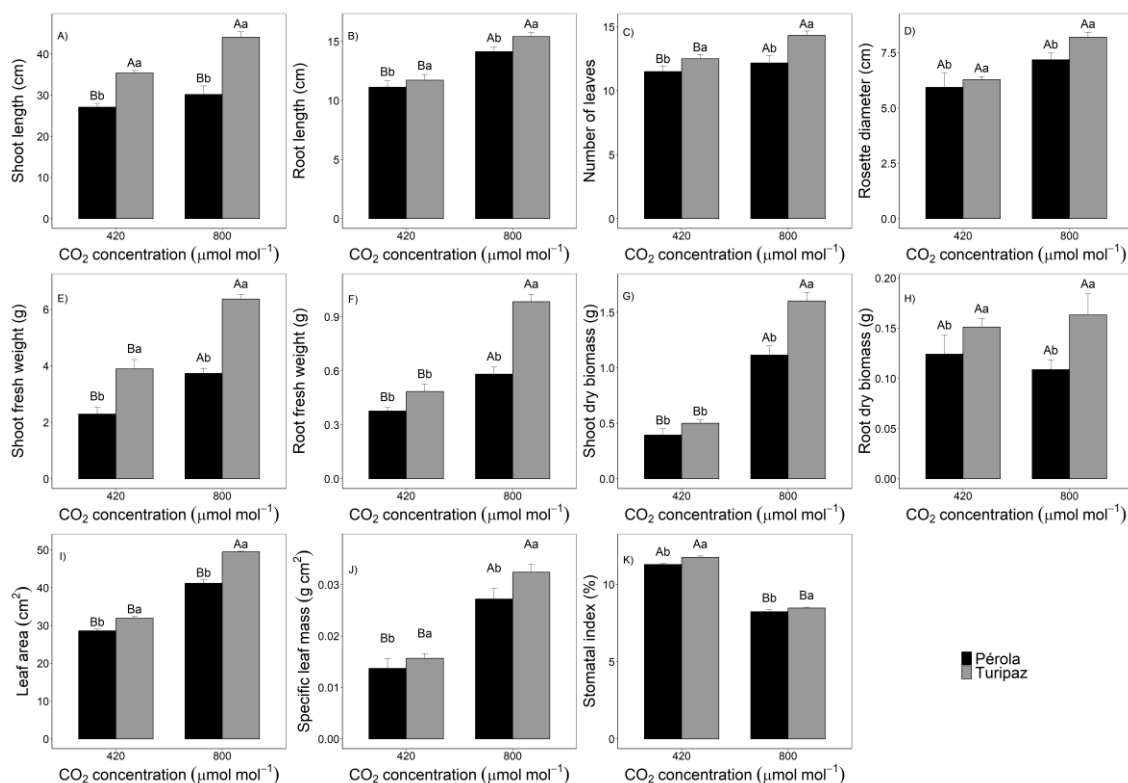 A)
Shoot length (cm)
40
30
20
10
0
Bb
Aa
Bb
Aa
420
800
CO₂ concentration (μmol mol⁻¹)
B)
Root length (cm)
15
10
5
0
Bb
Ba
Ab
Aa
420
800
CO₂ concentration (μmol mol⁻¹)
C)
Number of leaves
15
10
5
0
Bb
Ba
Ab
Aa
420
800
CO₂ concentration (μmol mol⁻¹)
D)
Rosette diameter (cm)
7.5
5.0
2.5
0.0
Ab
Aa
Ab
Aa
420
800
CO₂ concentration (μmol mol⁻¹)
E)
Shoot fresh weight (g)
6
4
2
0
Bb
Ba
Ab
Aa
420
800
CO₂ concentration (μmol mol⁻¹)
F)
Root fresh weight (g)
0.9
0.6
0.3
0.0
Bb
Bb
Ab
Aa
420
800
CO₂ concentration (μmol mol⁻¹)
G)
Shoot dry biomass (g)
1.5
1.0
0.5
0.0
Bb
Bb
Ab
Aa
420
800
CO₂ concentration (μmol mol⁻¹)
H)
Root dry biomass (g)
0.20
0.15
0.10
0.05
0.00
Ab
Aa
Ab
Aa
420
800
CO₂ concentration (μmol mol⁻¹)
I)
Leaf area (cm²)
50
40
30
20
10
0
Bb
Ba
Bb
Aa
420
800
CO₂ concentration (μmol mol⁻¹)
J)
Specific leaf mass (g cm²)
0.03
0.02
0.01
0.00
Bb
Ba
Ab
Aa
420
800
CO₂ concentration (μmol mol⁻¹)
K)
Stomatal index (%)
10
5
0
Ab
Aa
Bb
Ba
420
800
CO₂ concentration (μmol mol⁻¹)
Pérola
Turipaz